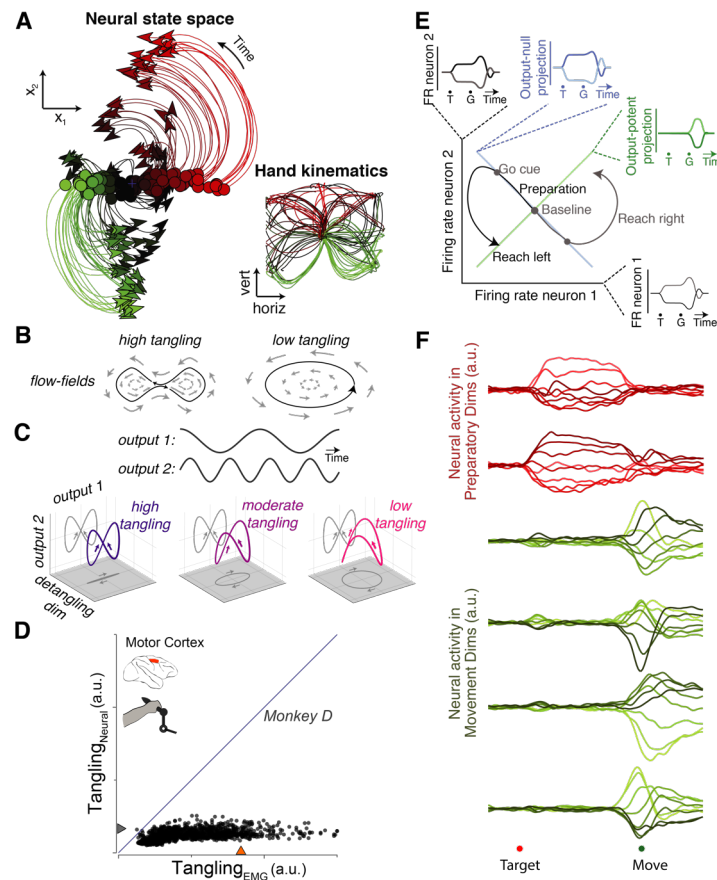 A
Neural state space
Time
X2
X1
Hand kinematics
vert
horiz
B
high tangling
low tangling
flow-fields
C
output 1:
Time
output 2:
output 1
output 2
detangling
dim
high
tangling
moderate
tangling
low
tangling
D
Motor Cortex
Monkey D
TanglingNeural (a.u.)
TanglingEMG (a.u.)
E
FR neuron 2
T G Time
Output-null
projection
T G Time
Output-potent
projection
T G Time
Firing rate neuron 2
Go cue
Preparation
Baseline
Reach right
Reach left
Firing rate neuron 1
FR neuron 1
T G Time
F
Neural activity in
Preparatory Dims (a.u.)
Neural activity in
Movement Dims (a.u.)
Target
Move